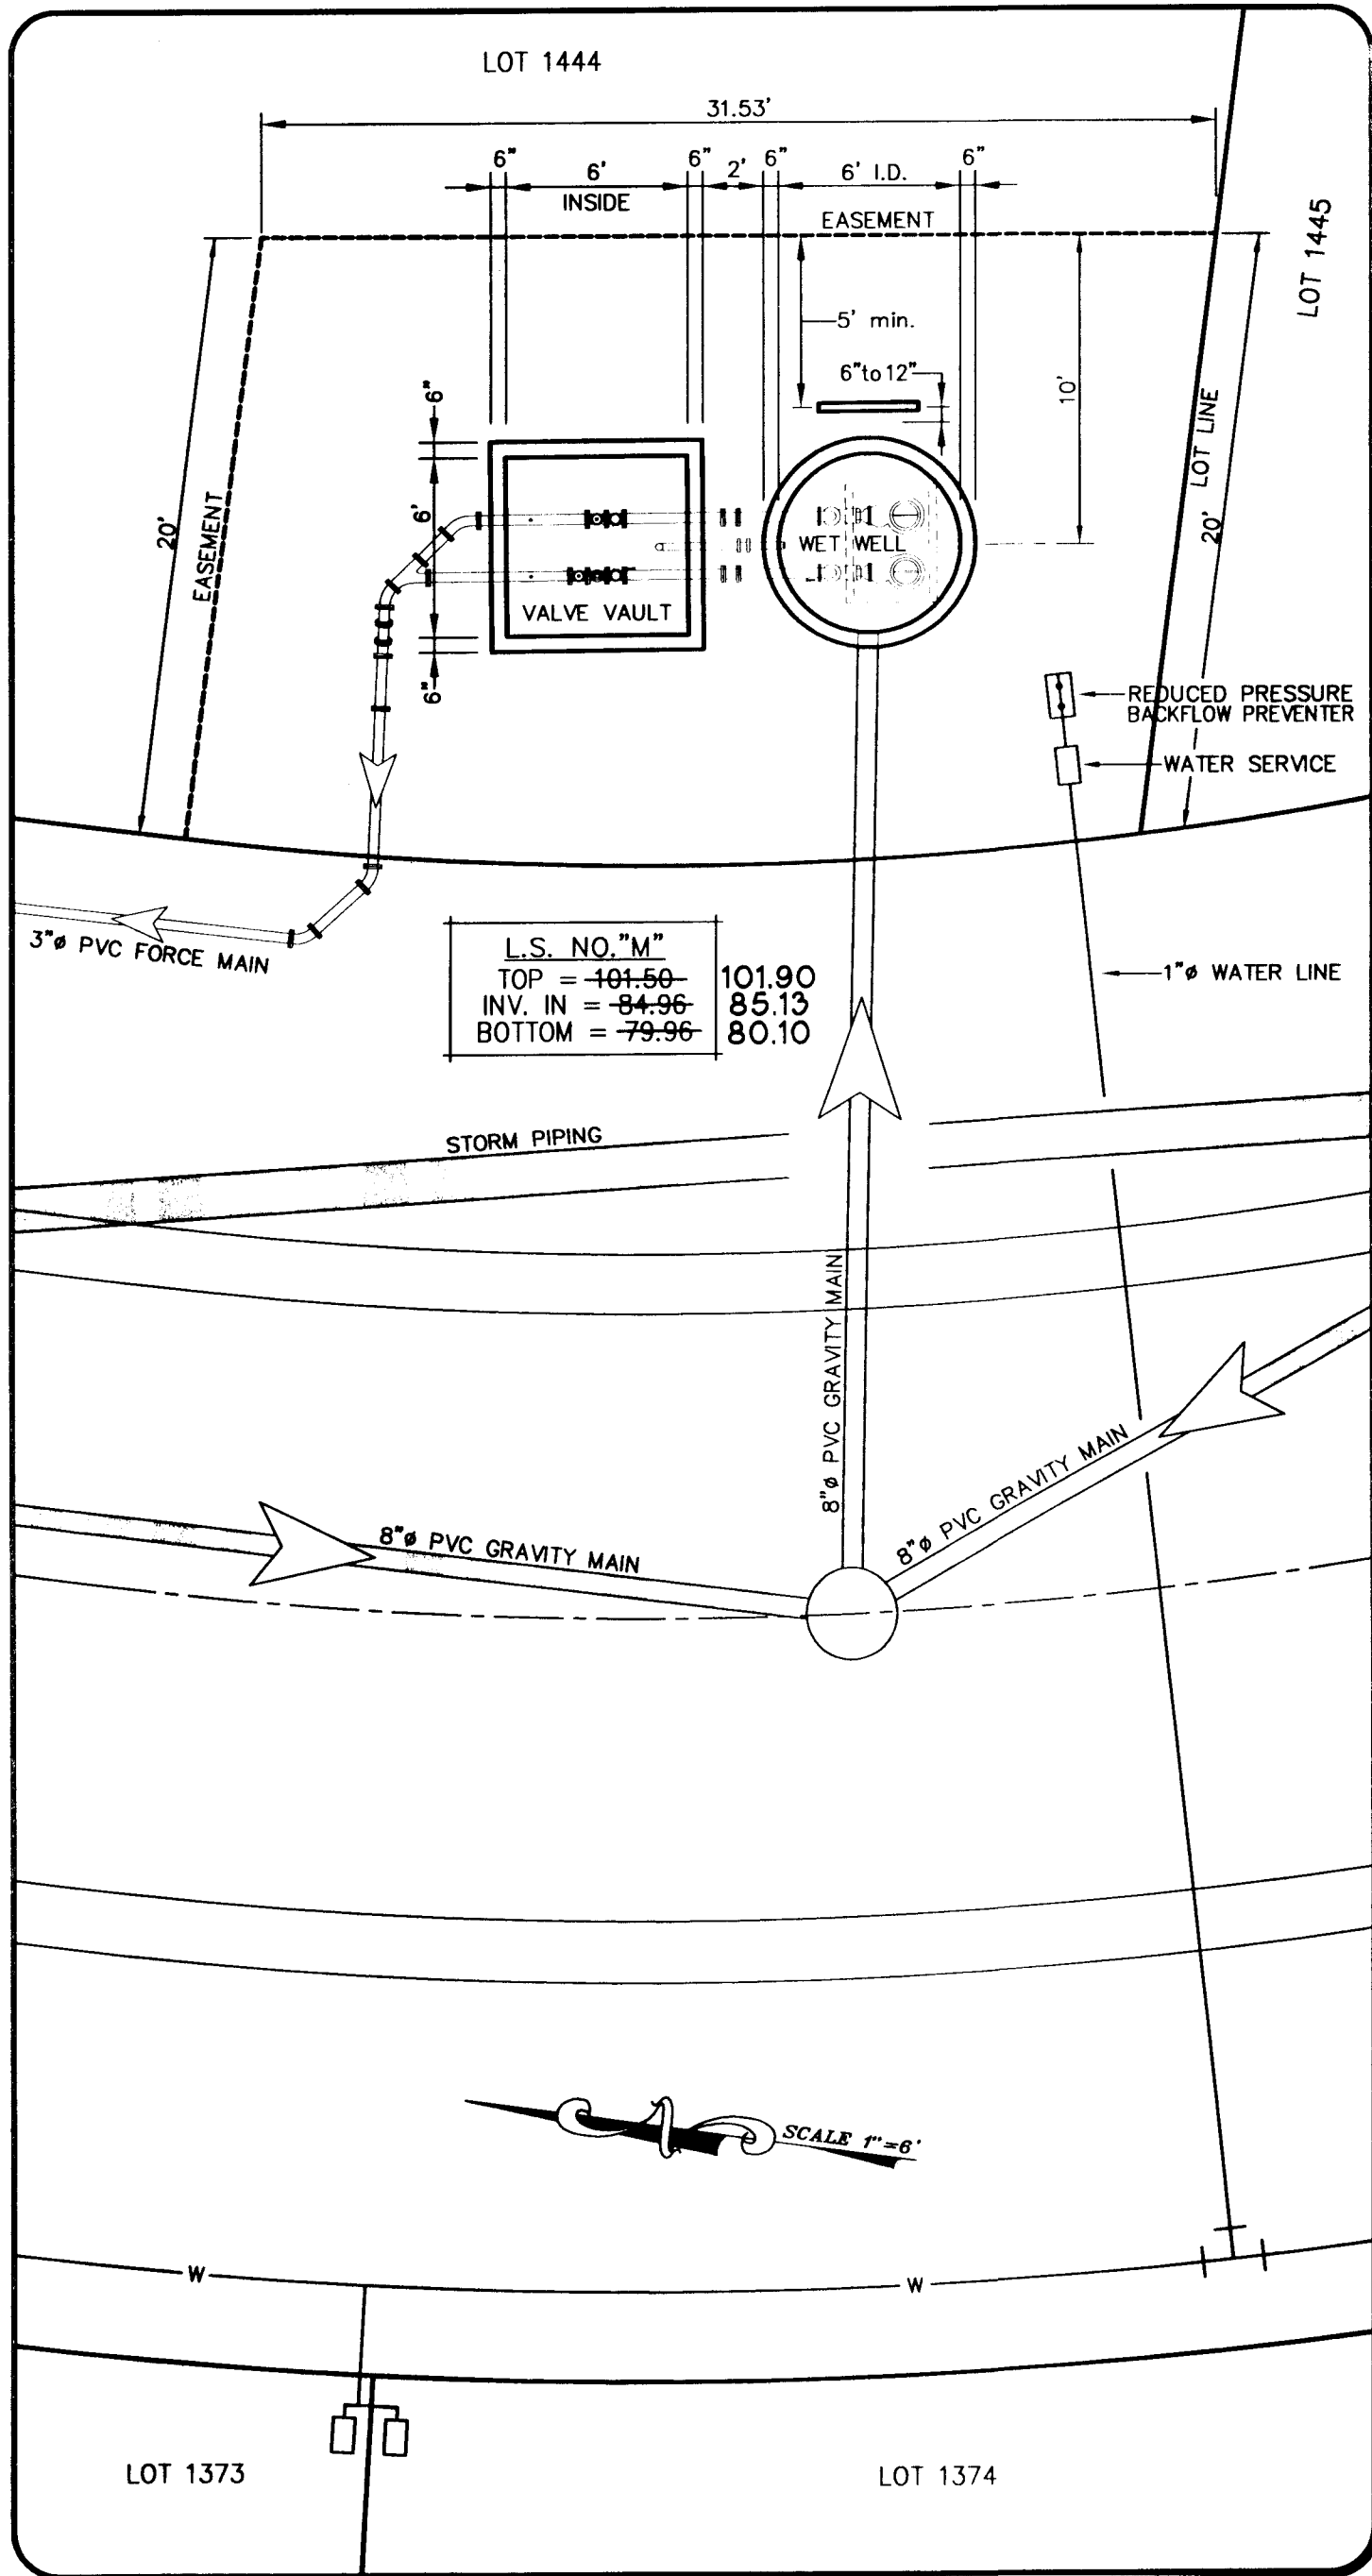 LOT 1444
31.53'
6" 6' 6" 2' 6" 6' I.D. 6"
INSIDE
EASEMENT
LOT 1445
5' min.
6" to 12"
10'
6"
LOT LINE
20'
EASEMENT
6'
20'
WET WELL
VALVE VAULT
6"
REDUCED PRESSURE
BACKFLOW PREVENTER
WATER SERVICE
3"ø PVC FORCE MAIN
L.S. NO."M"
TOP = 101.50 101.90
INV. IN = 84.96 85.13
BOTTOM = 79.96 80.10
1"ø WATER LINE
STORM PIPING
8"ø PVC GRAVITY MAIN
8"ø PVC GRAVITY MAIN
8"ø PVC GRAVITY MAIN
SCALE 1"=6'
W
W
LOT 1373
LOT 1374